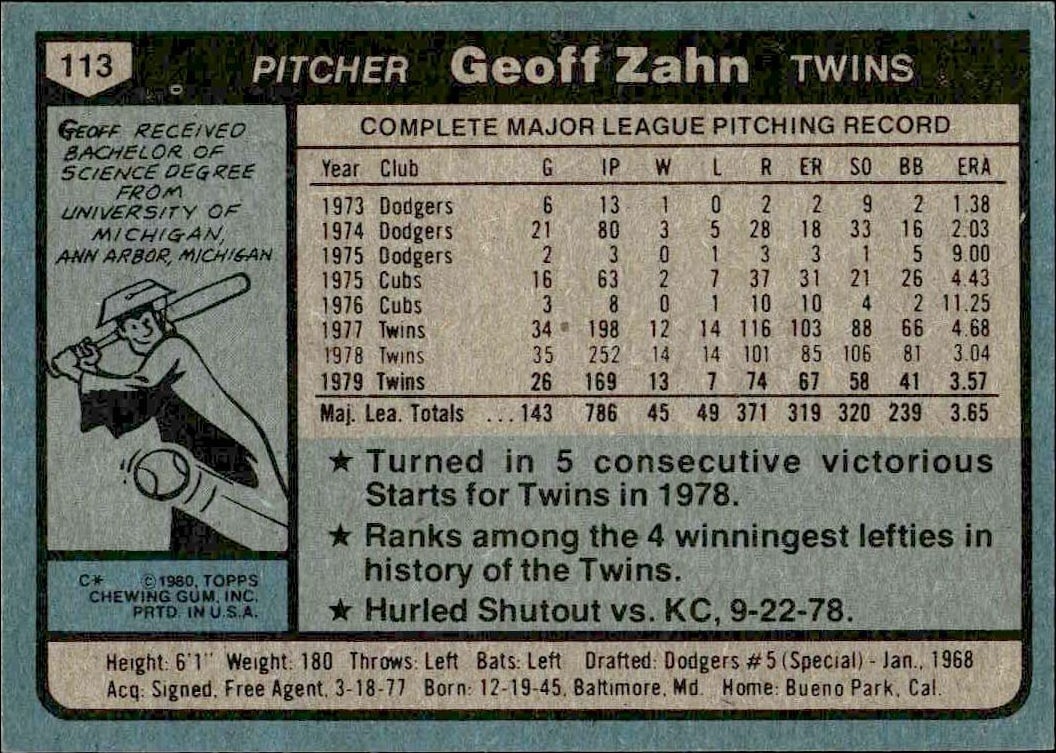 113 PITCHER Geoff Zahn TWINS
GEOFF RECEIVED
BACHELOR OF
SCIENCE DEGREE
FROM
UNIVERSITY OF
MICHIGAN,
ANN ARBOR, MICHIGAN
COMPLETE MAJOR LEAGUE PITCHING RECORD
Year Club G IP W L R ER SO BB ERA
1973 Dodgers 6 13 1 0 2 2 9 2 1.38
1974 Dodgers 21 80 3 5 28 18 33 16 2.03
1975 Dodgers 2 3 0 1 3 3 1 5 9.00
1975 Cubs 16 63 2 7 37 31 21 26 4.43
1976 Cubs 3 8 0 1 10 10 4 2 11.25
1977 Twins 34 198 12 14 116 103 88 66 4.68
1978 Twins 35 252 14 14 101 85 106 81 3.04
1979 Twins 26 169 13 7 74 67 58 41 3.57
Maj. Lea. Totals ...143 786 45 49 371 319 320 239 3.65
★ Turned in 5 consecutive victorious
Starts for Twins in 1978.
★ Ranks among the 4 winningest lefties in
history of the Twins.
★ Hurled Shutout vs. KC, 9-22-78.
C* ©1980, TOPPS
CHEWING GUM, INC.
PRTD. IN U.S.A.
Height: 6'1" Weight: 180 Throws: Left Bats: Left Drafted: Dodgers #5 (Special) - Jan., 1968
Acq: Signed, Free Agent, 3-18-77 Born: 12-19-45, Baltimore, Md. Home: Bueno Park, Cal.